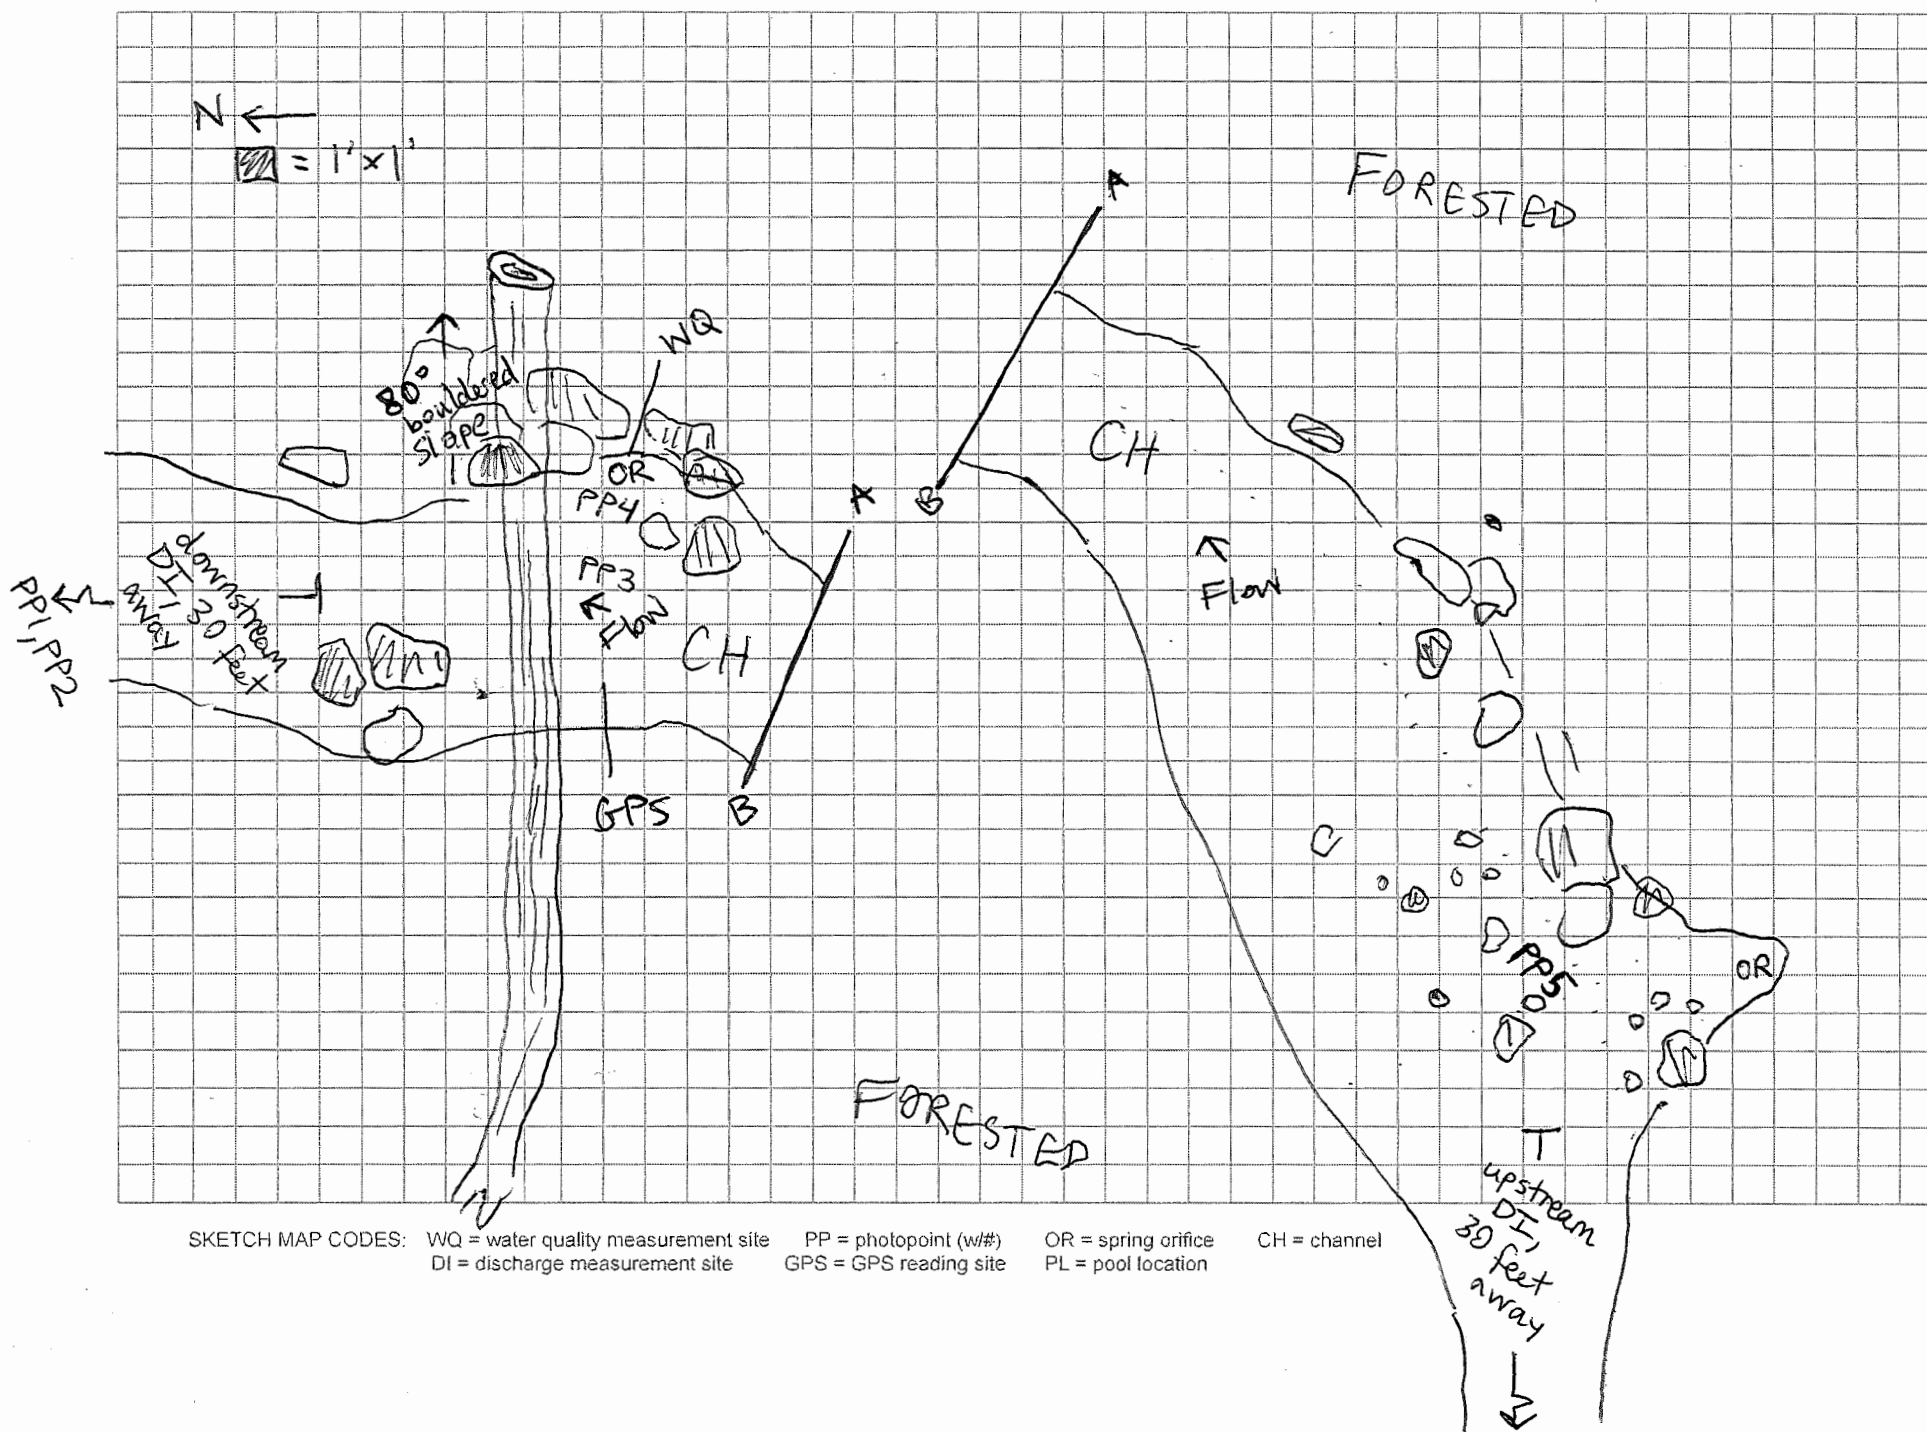 N
= 1' x 1'
FORESTED
A
WQ
80°
bouldered
slope
OR
PP4
A
B
CH
PP3
Flow
Flow
downstream
DI, 30 feet
away
PP1, PP2
CH
GPS
B
PP5
OR
FORESTED
upstream
DI,
30 feet
away
SKETCH MAP CODES: WQ = water quality measurement site PP = photopoint (w/#) OR = spring orifice CH = channel
DI = discharge measurement site GPS = GPS reading site PL = pool location